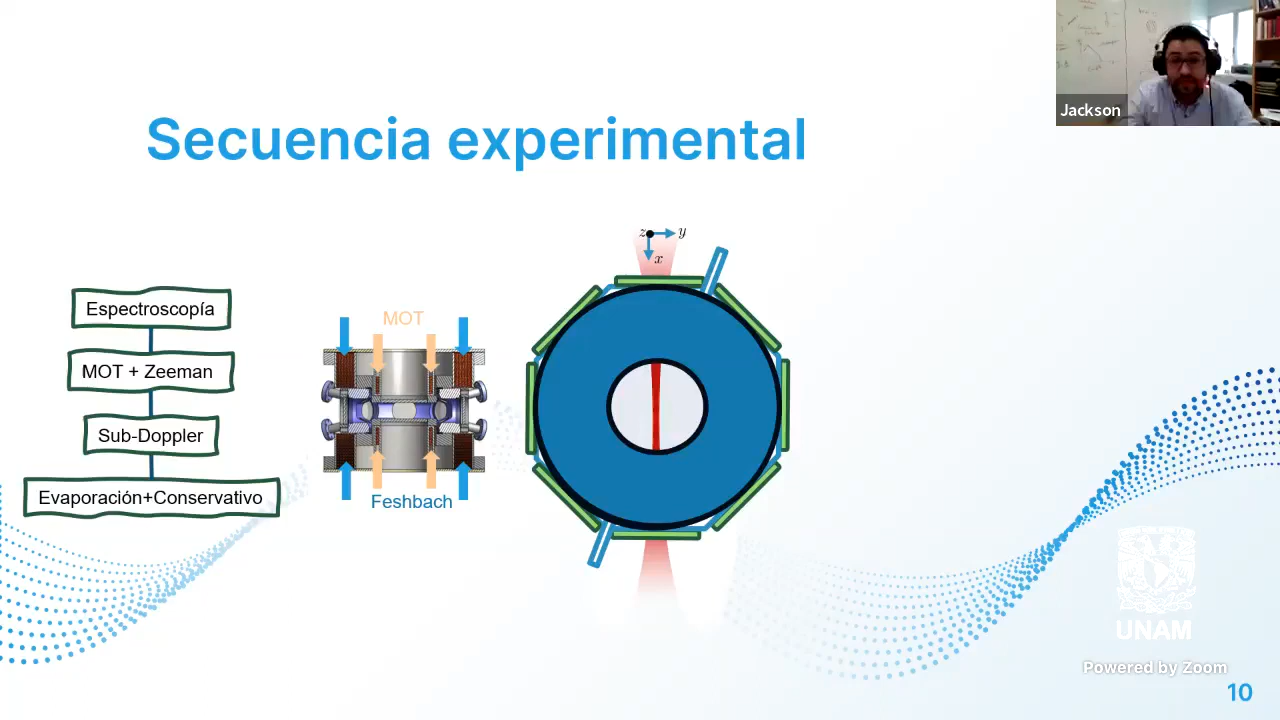 Jackson
Secuencia experimental
z
y
x
Espectroscopía
MOT + Zeeman
Sub-Doppler
Evaporación+Conservativo
MOT
Feshbach
UNAM
Powered by Zoom
10